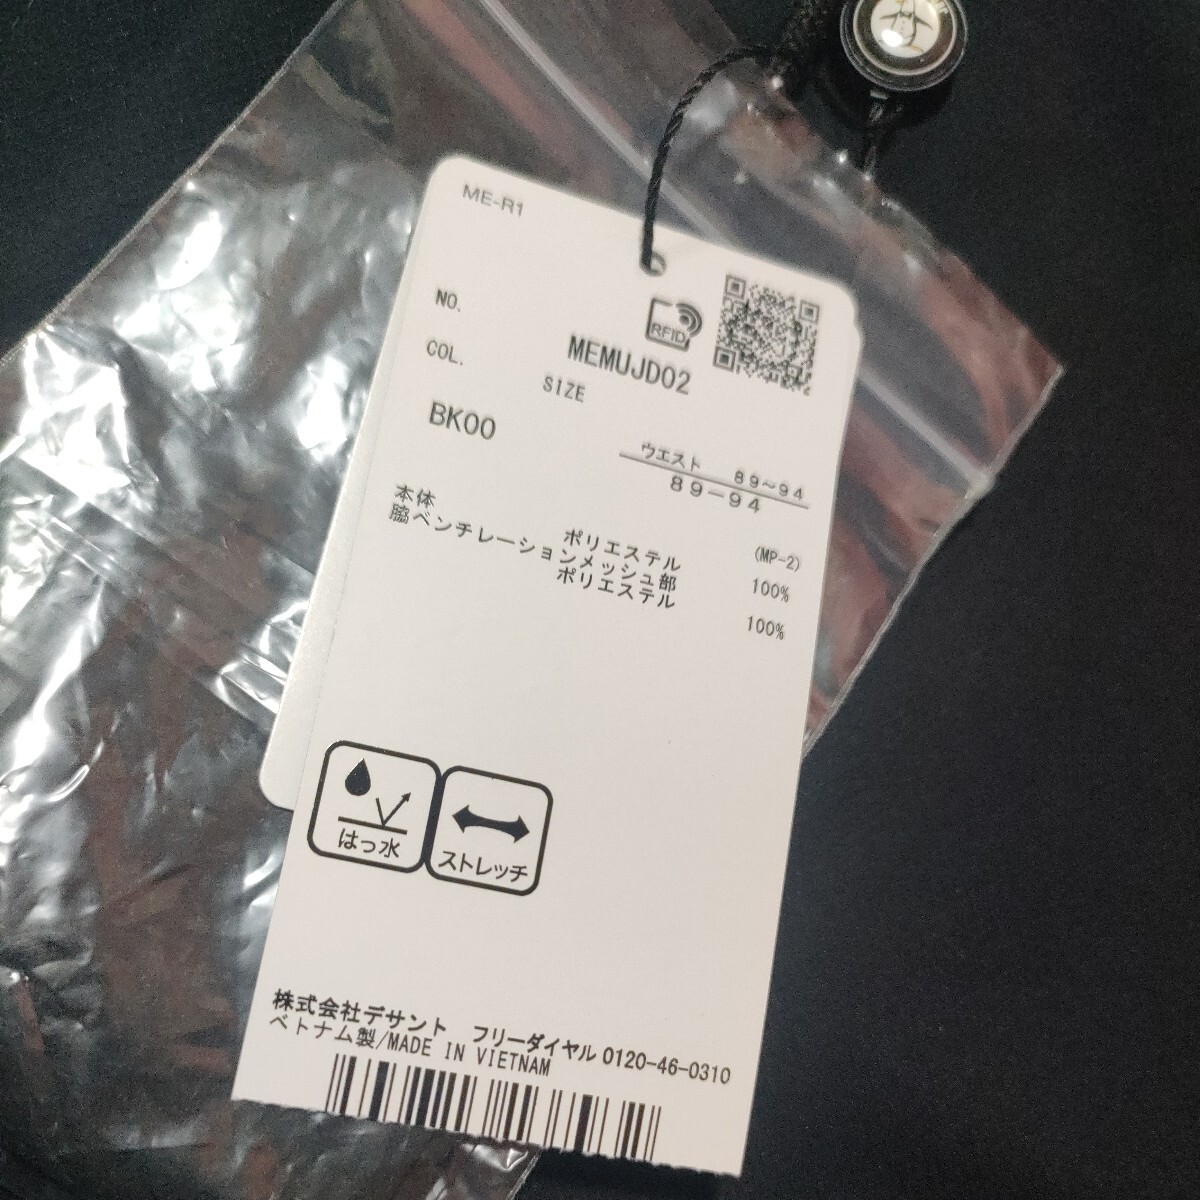 ME-R1
NO.
RFID
MEMUJD02
COL.
SIZE
BK00
ウエスト 89~94
89-94
本体 (MP-2)
ポリエステル 100%
脇ベンチレーションメッシュ部
ポリエステル 100%
はっ水
ストレッチ
株式会社デサント フリーダイヤル 0120-46-0310
ベトナム製/MADE IN VIETNAM